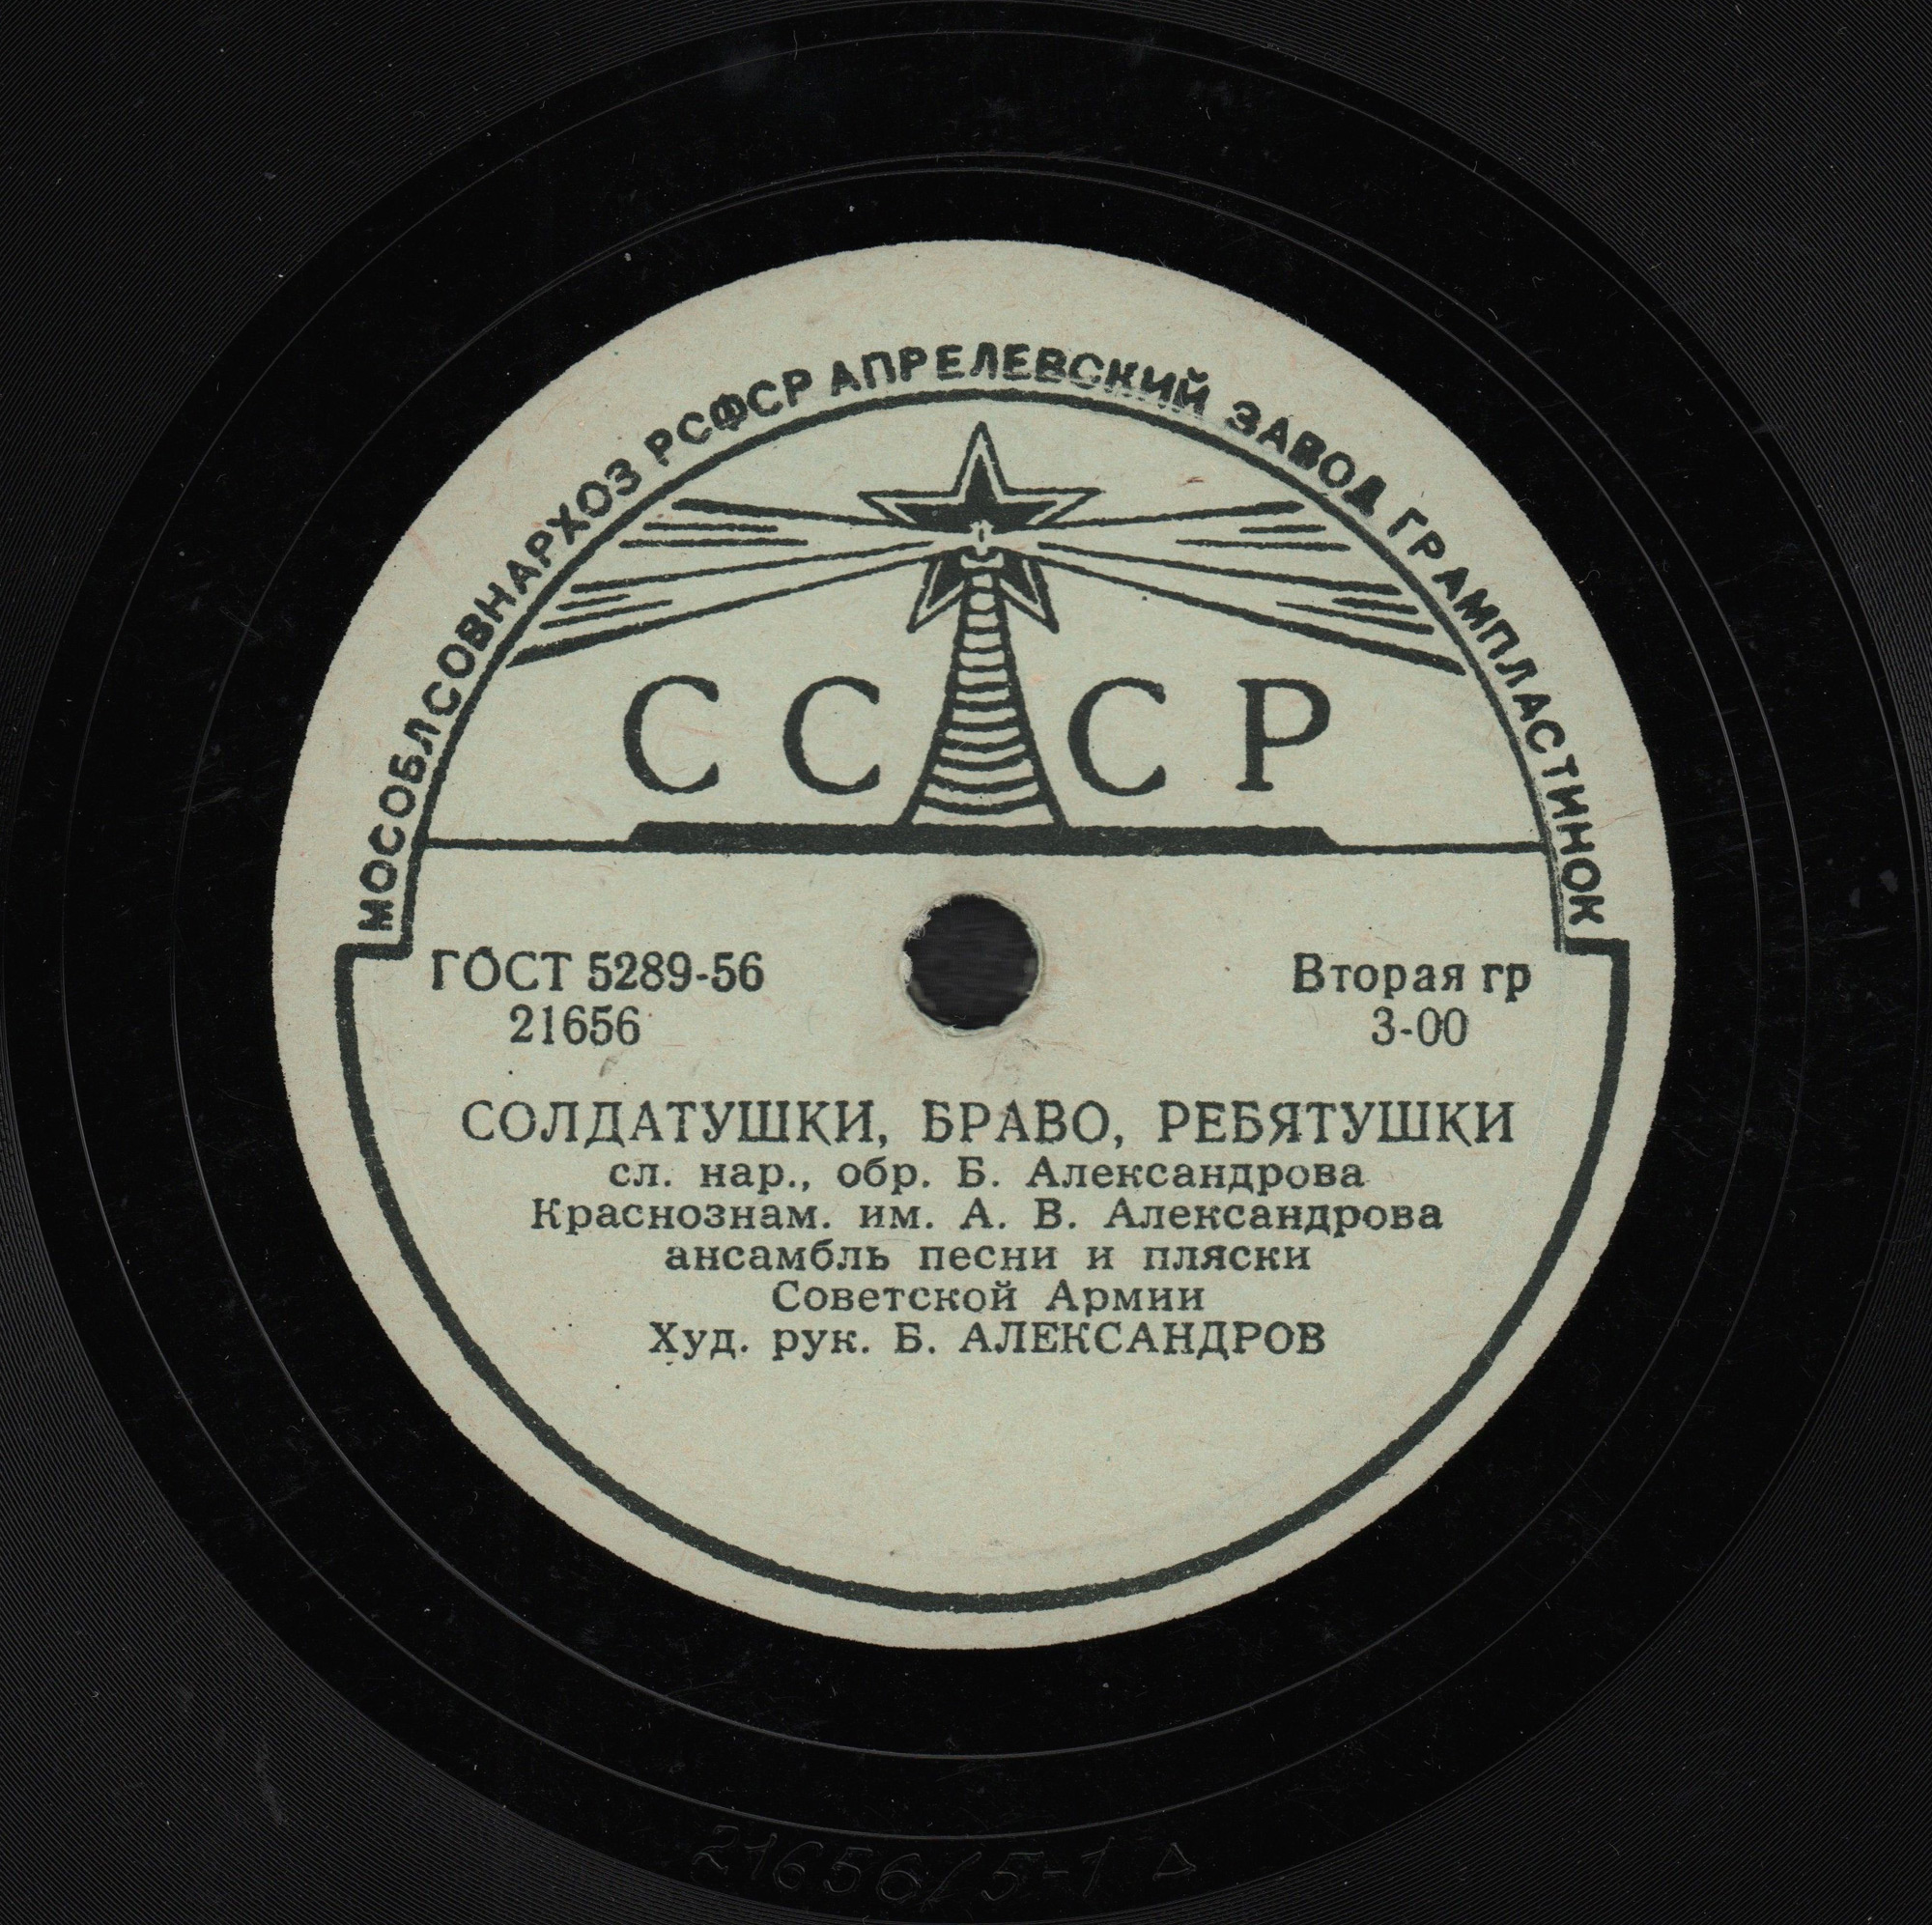 МОСОБЛСОВНАРХОЗ РСФСР АПРЕЛЕВСКИЙ ЗАВОД ГРАМПЛАСТИНОК
СССР
ГОСТ 5289-56
21656
Вторая гр
3-00
СОЛДАТУШКИ, БРАВО, РЕБЯТУШКИ
сл. нар., обр. Б. Александрова
Краснознам. им. А. В. Александрова
ансамбль песни и пляски
Советской Армии
Худ. рук. Б. АЛЕКСАНДРОВ
21656/5-1 Δ